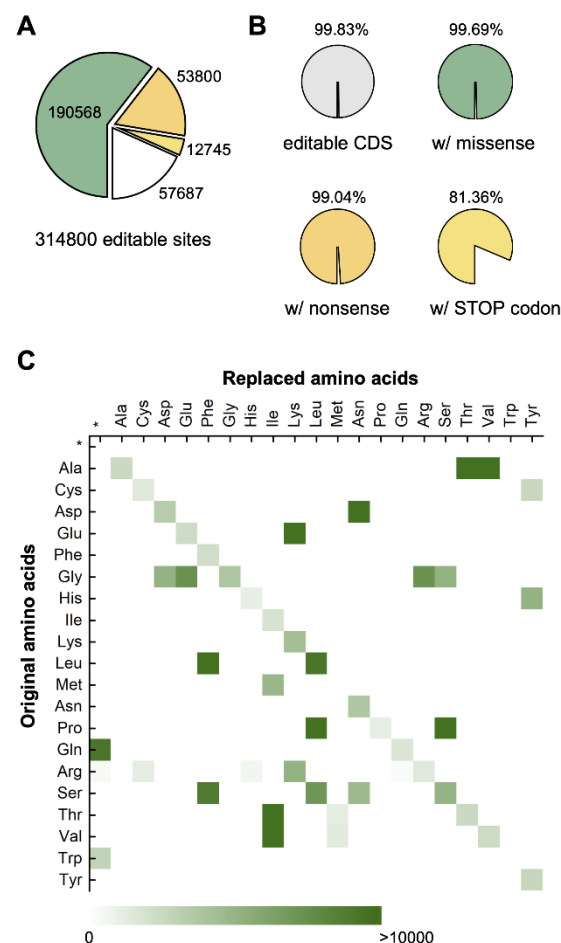 A
190568
53800
12745
57687
314800 editable sites
B
99.83%
editable CDS
99.69%
w/ missense
99.04%
w/ nonsense
81.36%
w/ STOP codon
C
Replaced amino acids
* Ala Cys Asp Glu Phe Gly His Ile Lys Leu Met Asn Pro Gln Arg Ser Thr Val Trp Tyr
Original amino acids
*
Ala
Cys
Asp
Glu
Phe
Gly
His
Ile
Lys
Leu
Met
Asn
Pro
Gln
Arg
Ser
Thr
Val
Trp
Tyr
0 >10000